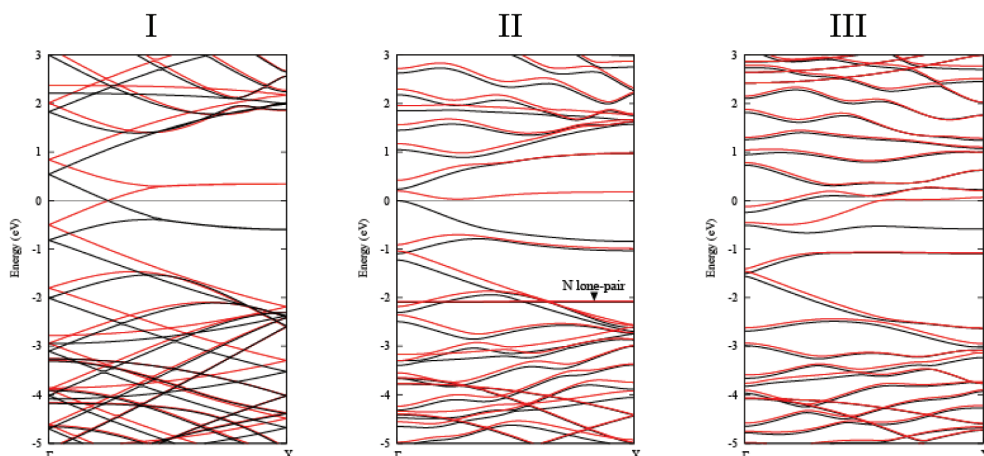 I II III
3 3 3
2 2 2
1 1 1
0 0 0
-1 -1 -1
-2 -2 -2
-3 -3 -3
-4 -4 -4
-5 -5 -5
Energy (eV) Energy (eV) Energy (eV)
N lone-pair